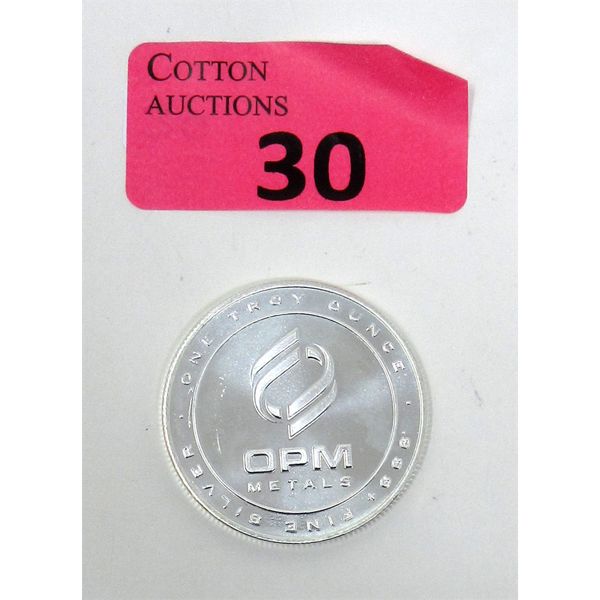 COTTON
AUCTIONS
30
· ONE TROY OUNCE ·
.999+ FINE SILVER
OPM
METALS